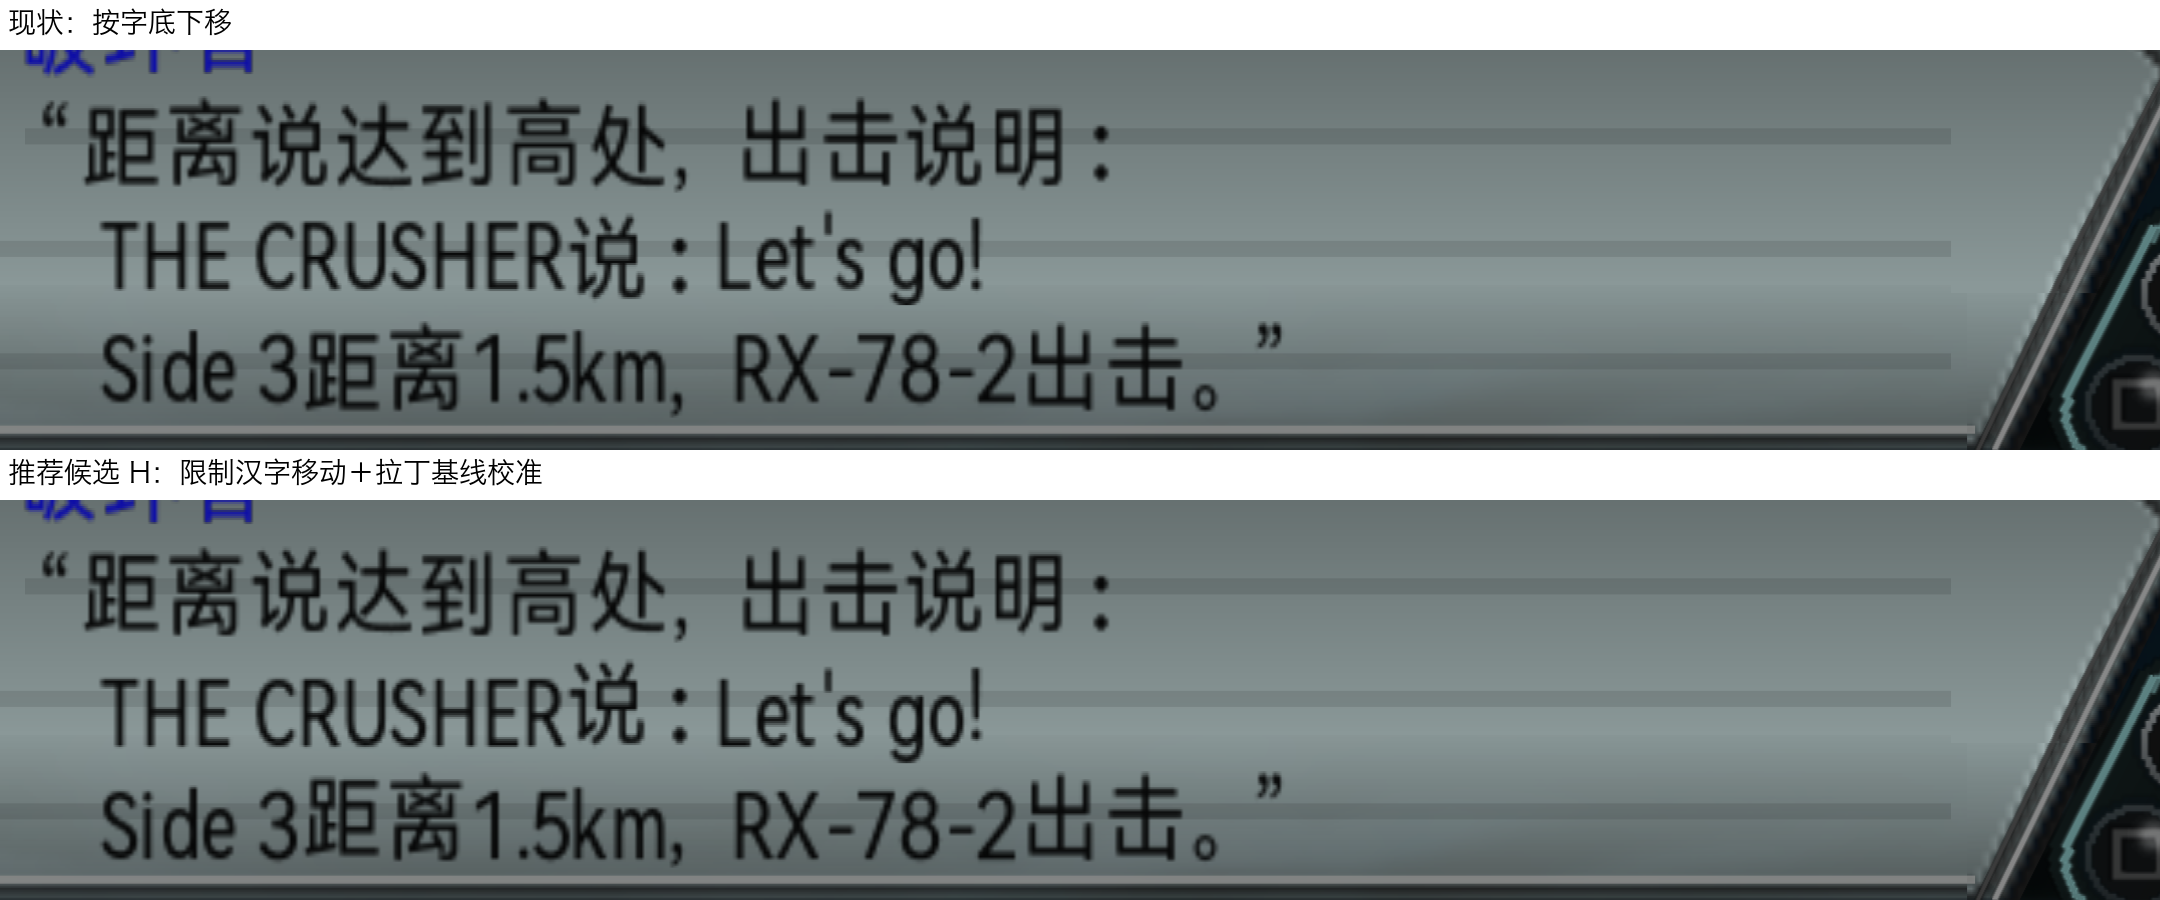 现状：按字底下移
“距离说达到高处，出击说明：
THE CRUSHER说：Let's go!
Side 3距离1.5km，RX-78-2出击。”
推荐候选 H：限制汉字移动＋拉丁基线校准
“距离说达到高处，出击说明：
THE CRUSHER说：Let's go!
Side 3距离1.5km，RX-78-2出击。”